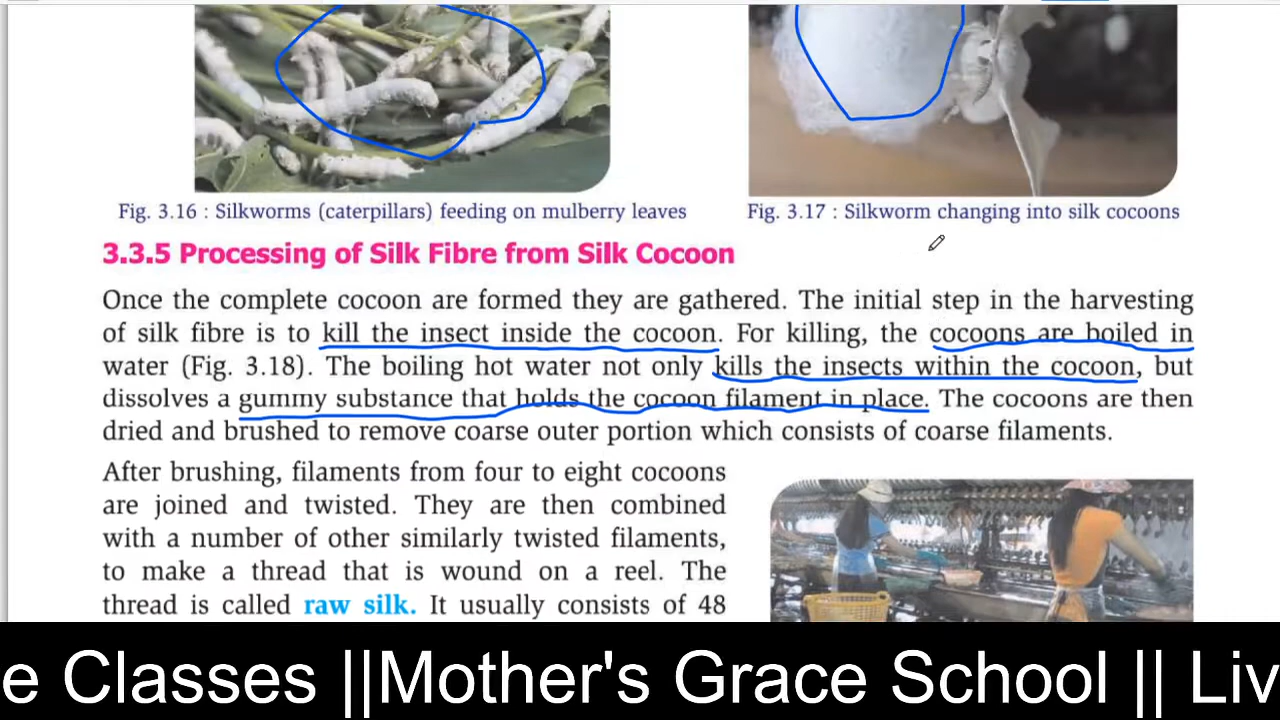 Fig. 3.16 : Silkworms (caterpillars) feeding on mulberry leaves
Fig. 3.17 : Silkworm changing into silk cocoons
3.3.5 Processing of Silk Fibre from Silk Cocoon
Once the complete cocoon are formed they are gathered. The initial step in the harvesting
of silk fibre is to kill the insect inside the cocoon. For killing, the cocoons are boiled in
water (Fig. 3.18). The boiling hot water not only kills the insects within the cocoon, but
dissolves a gummy substance that holds the cocoon filament in place. The cocoons are then
dried and brushed to remove coarse outer portion which consists of coarse filaments.
After brushing, filaments from four to eight cocoons
are joined and twisted. They are then combined
with a number of other similarly twisted filaments,
to make a thread that is wound on a reel. The
thread is called raw silk. It usually consists of 48
e Classes ||Mother's Grace School || Liv